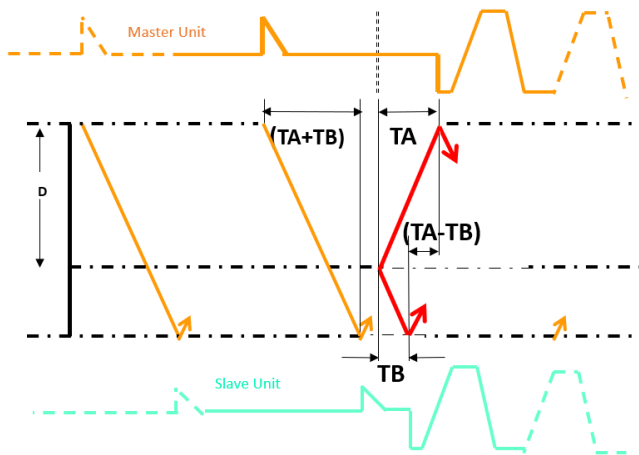 Master Unit
(TA+TB)
TA
D
(TA-TB)
TB
Slave Unit